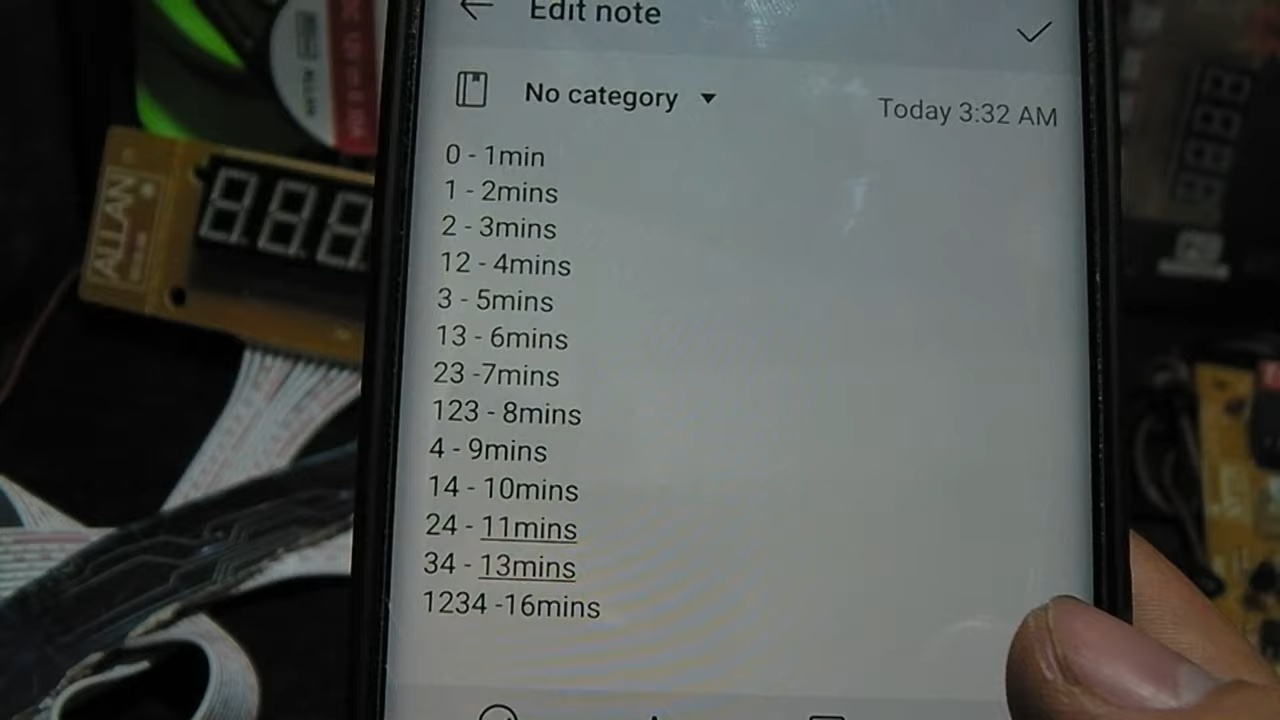 Edit note
No category
Today 3:32 AM
0 - 1min
1 - 2mins
2 - 3mins
12 - 4mins
3 - 5mins
13 - 6mins
23 -7mins
123 - 8mins
4 - 9mins
14 - 10mins
24 - 11mins
34 - 13mins
1234 -16mins
ALLAN